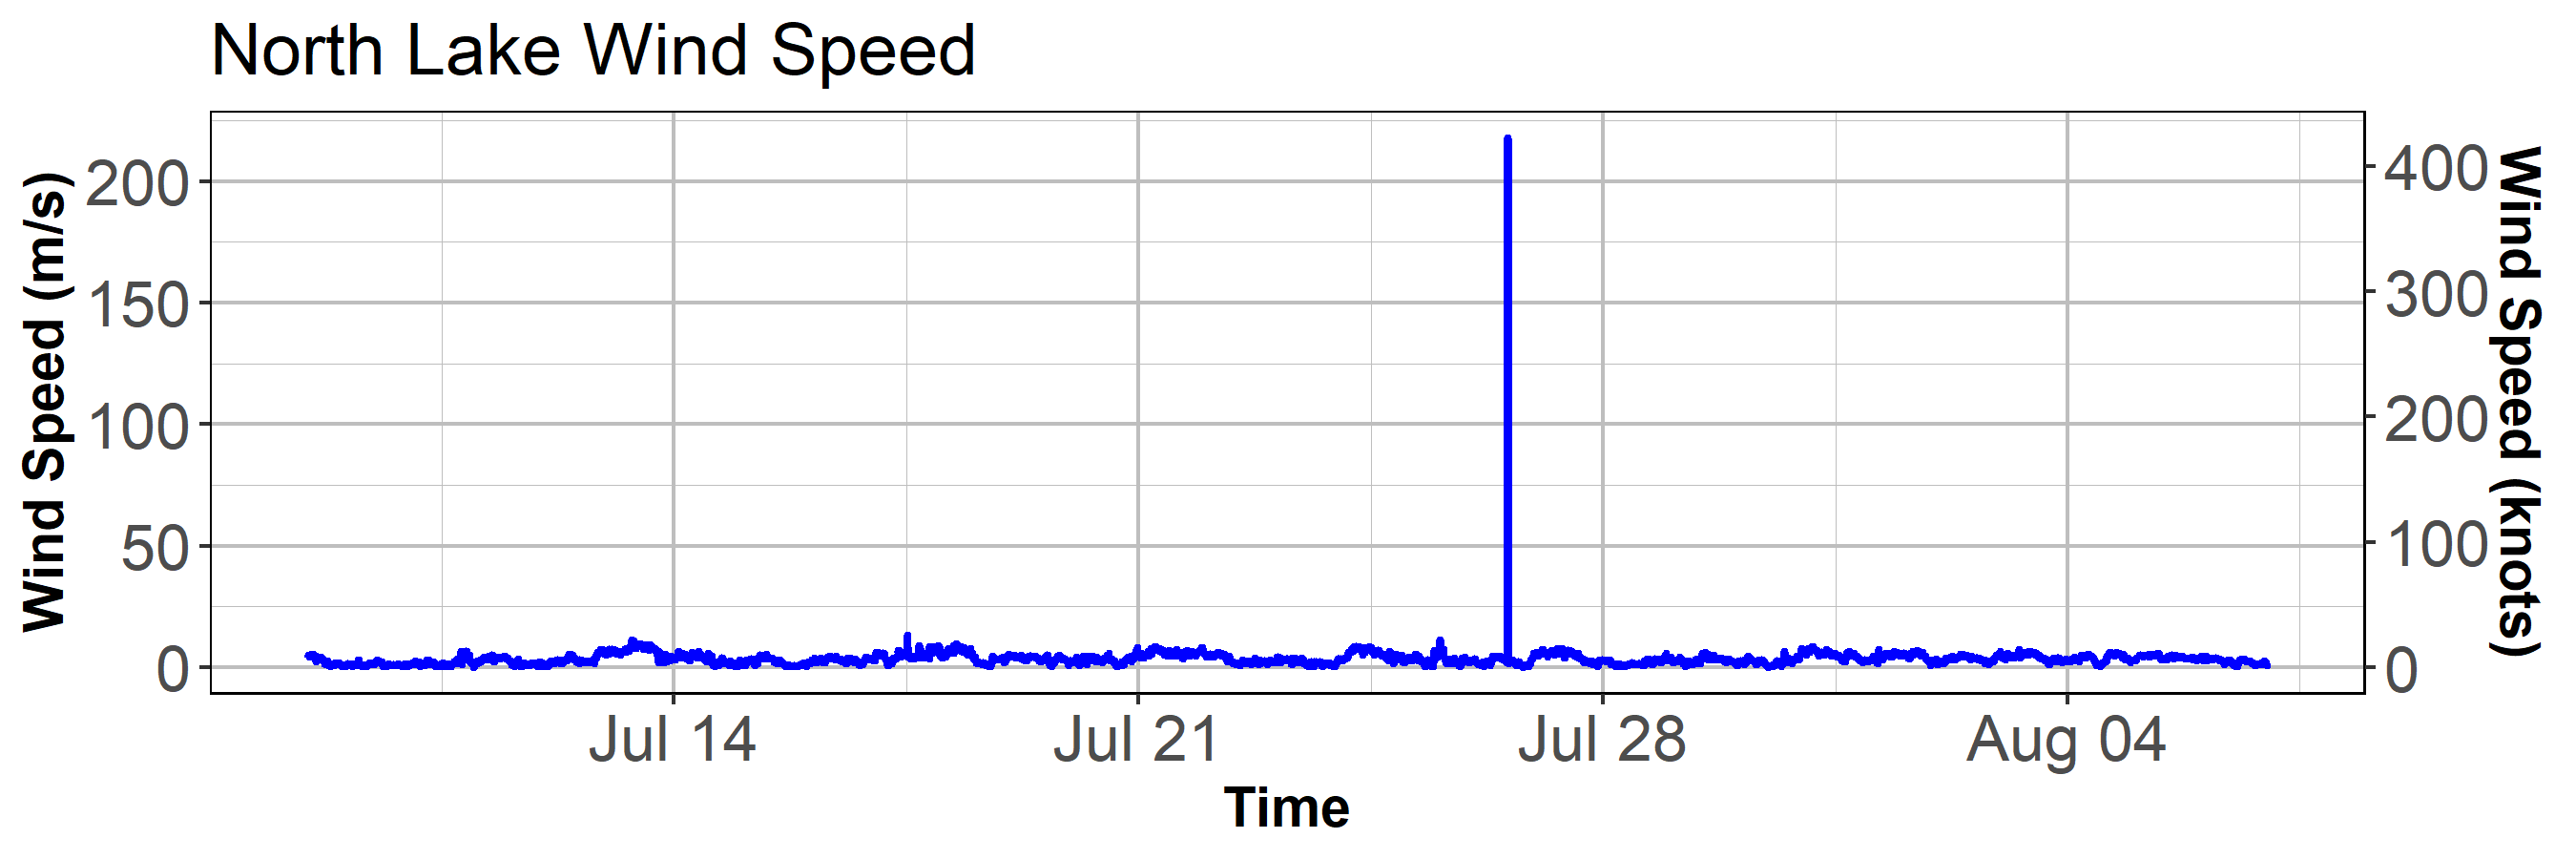 North Lake Wind Speed
Wind Speed (m/s)
200
150
100
50
0
400
300
200
100
0
Wind Speed (knots)
Jul 14
Jul 21
Jul 28
Aug 04
Time